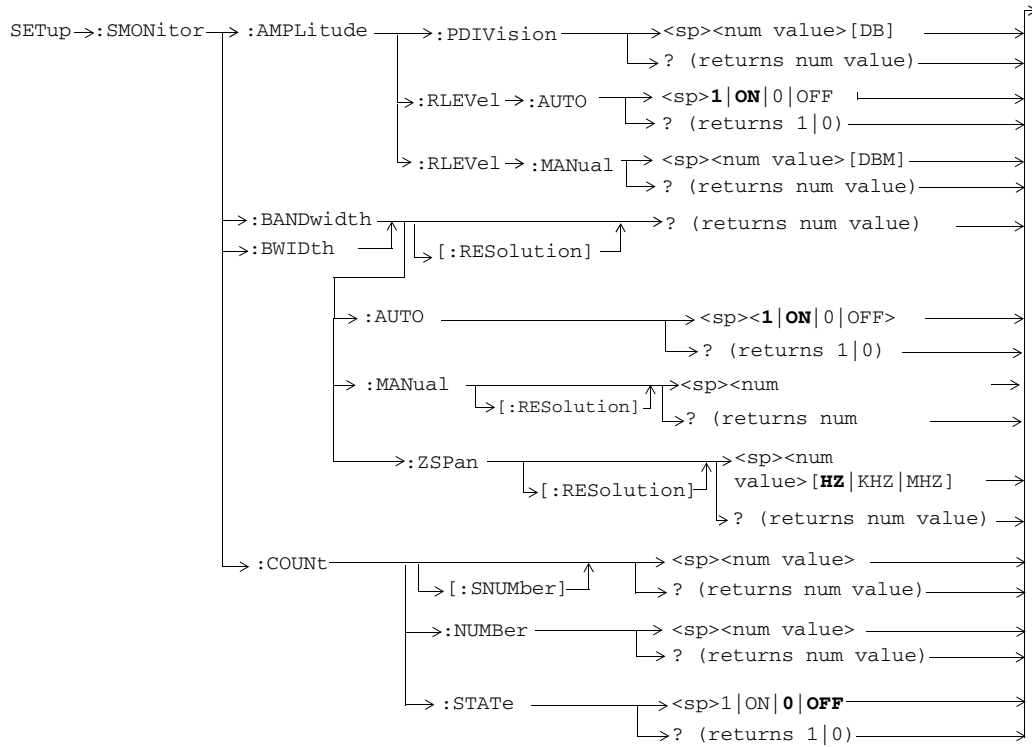 SETup :SMONitor :AMPLitude :PDIVision <sp><num value>[DB]
? (returns num value)
:RLEVel :AUTO <sp>1|ON|0|OFF
? (returns 1|0)
:RLEVel :MANual <sp><num value>[DBM]
? (returns num value)
:BANDwidth ? (returns num value)
:BWIDth [:RESolution]
:AUTO <sp><1|ON|0|OFF>
? (returns 1|0)
:MANual <sp><num
[:RESolution] ? (returns num
:ZSPan <sp><num
[:RESolution] value>[HZ|KHZ|MHZ]
? (returns num value)
:COUNt <sp><num value>
[:SNUMber] ? (returns num value)
:NUMBer <sp><num value>
? (returns num value)
:STATe <sp>1|ON|0|OFF
? (returns 1|0)